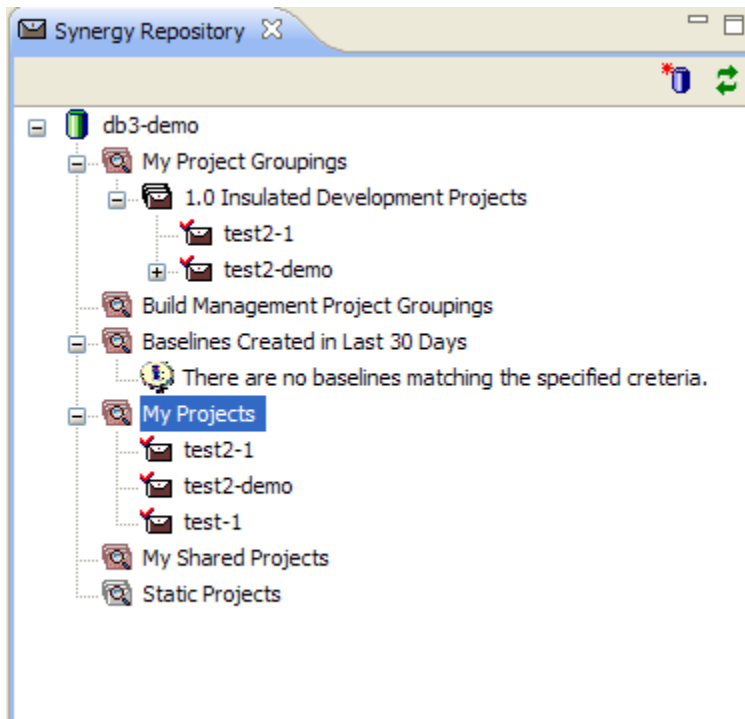 Synergy Repository
db3-demo
My Project Groupings
1.0 Insulated Development Projects
test2-1
test2-demo
Build Management Project Groupings
Baselines Created in Last 30 Days
There are no baselines matching the specified creteria.
My Projects
test2-1
test2-demo
test-1
My Shared Projects
Static Projects